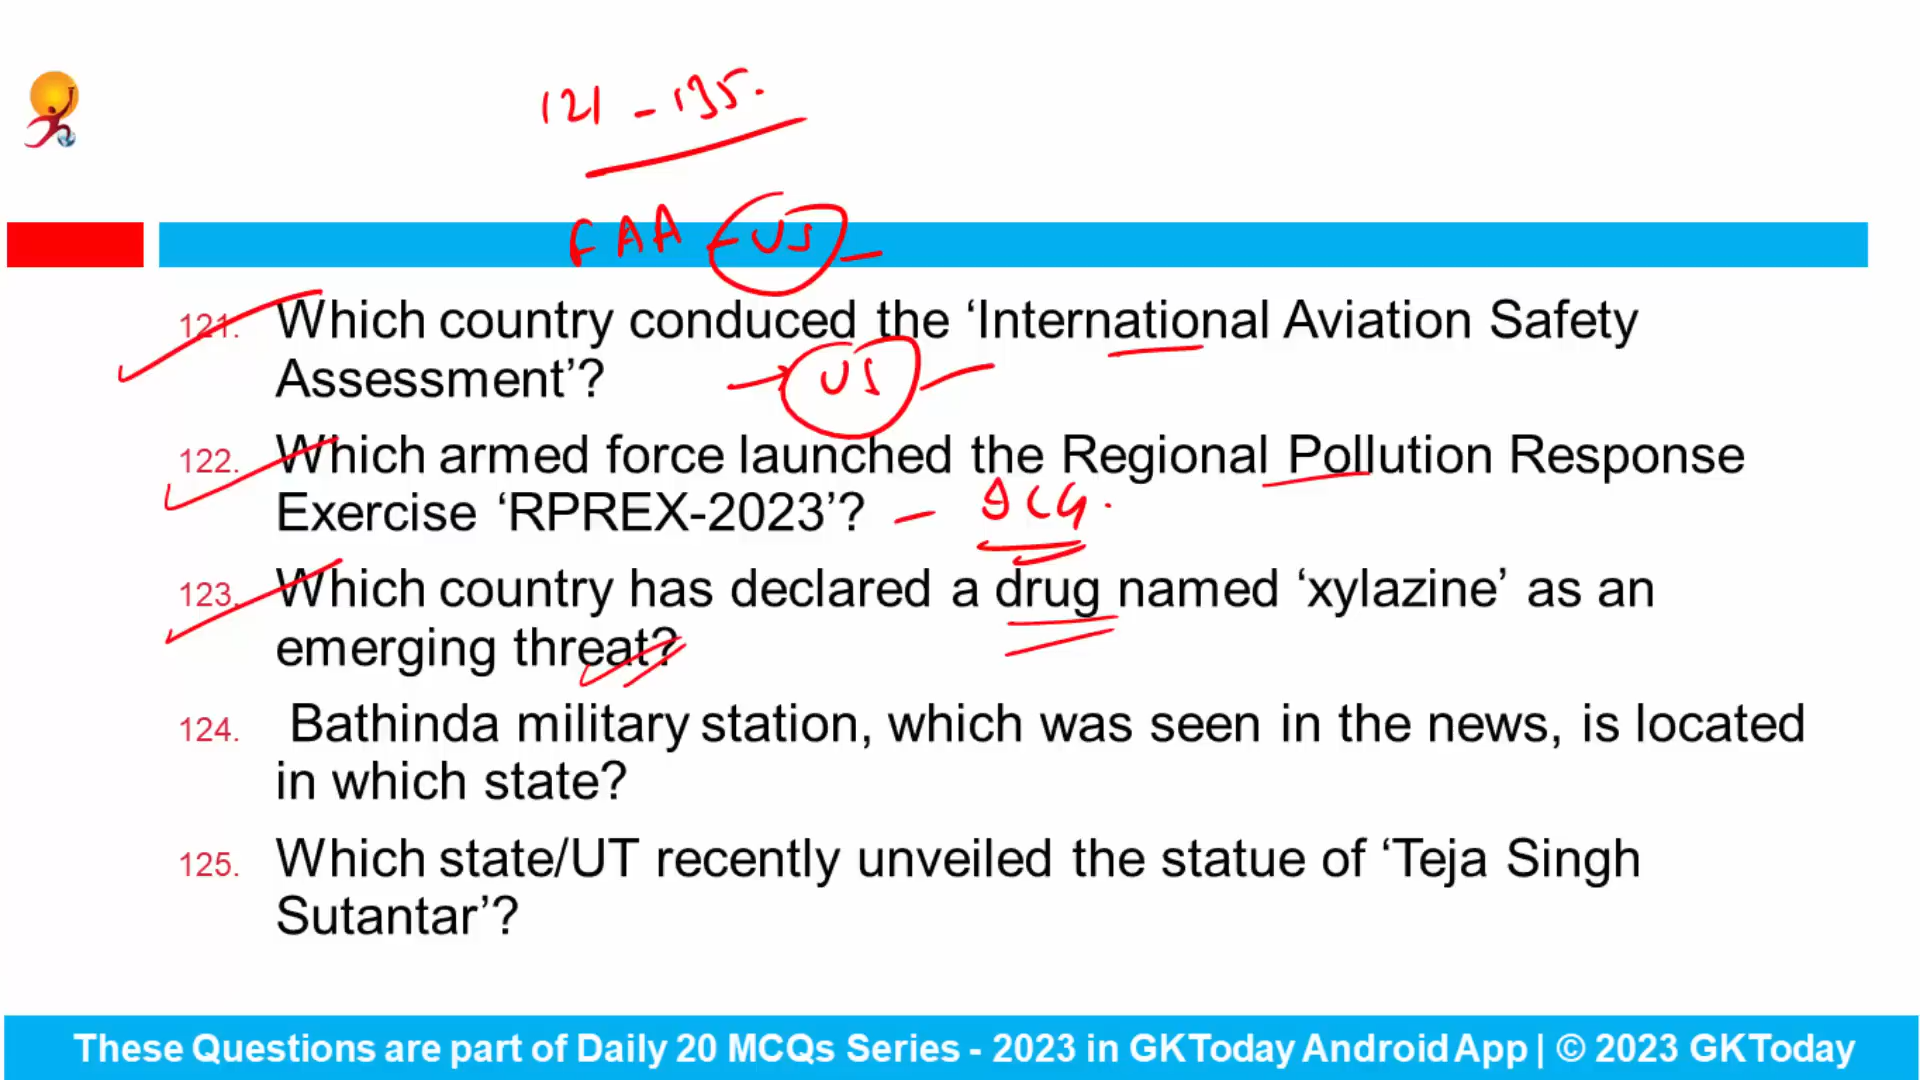 121 - 135.
FAA - US -
121. Which country conduced the ‘International Aviation Safety
Assessment’? → US
122. Which armed force launched the Regional Pollution Response
Exercise ‘RPREX-2023’? - ICG.
123. Which country has declared a drug named ‘xylazine’ as an
emerging threat?
124. Bathinda military station, which was seen in the news, is located
in which state?
125. Which state/UT recently unveiled the statue of ‘Teja Singh
Sutantar’?
These Questions are part of Daily 20 MCQs Series - 2023 in GKToday Android App | © 2023 GKToday